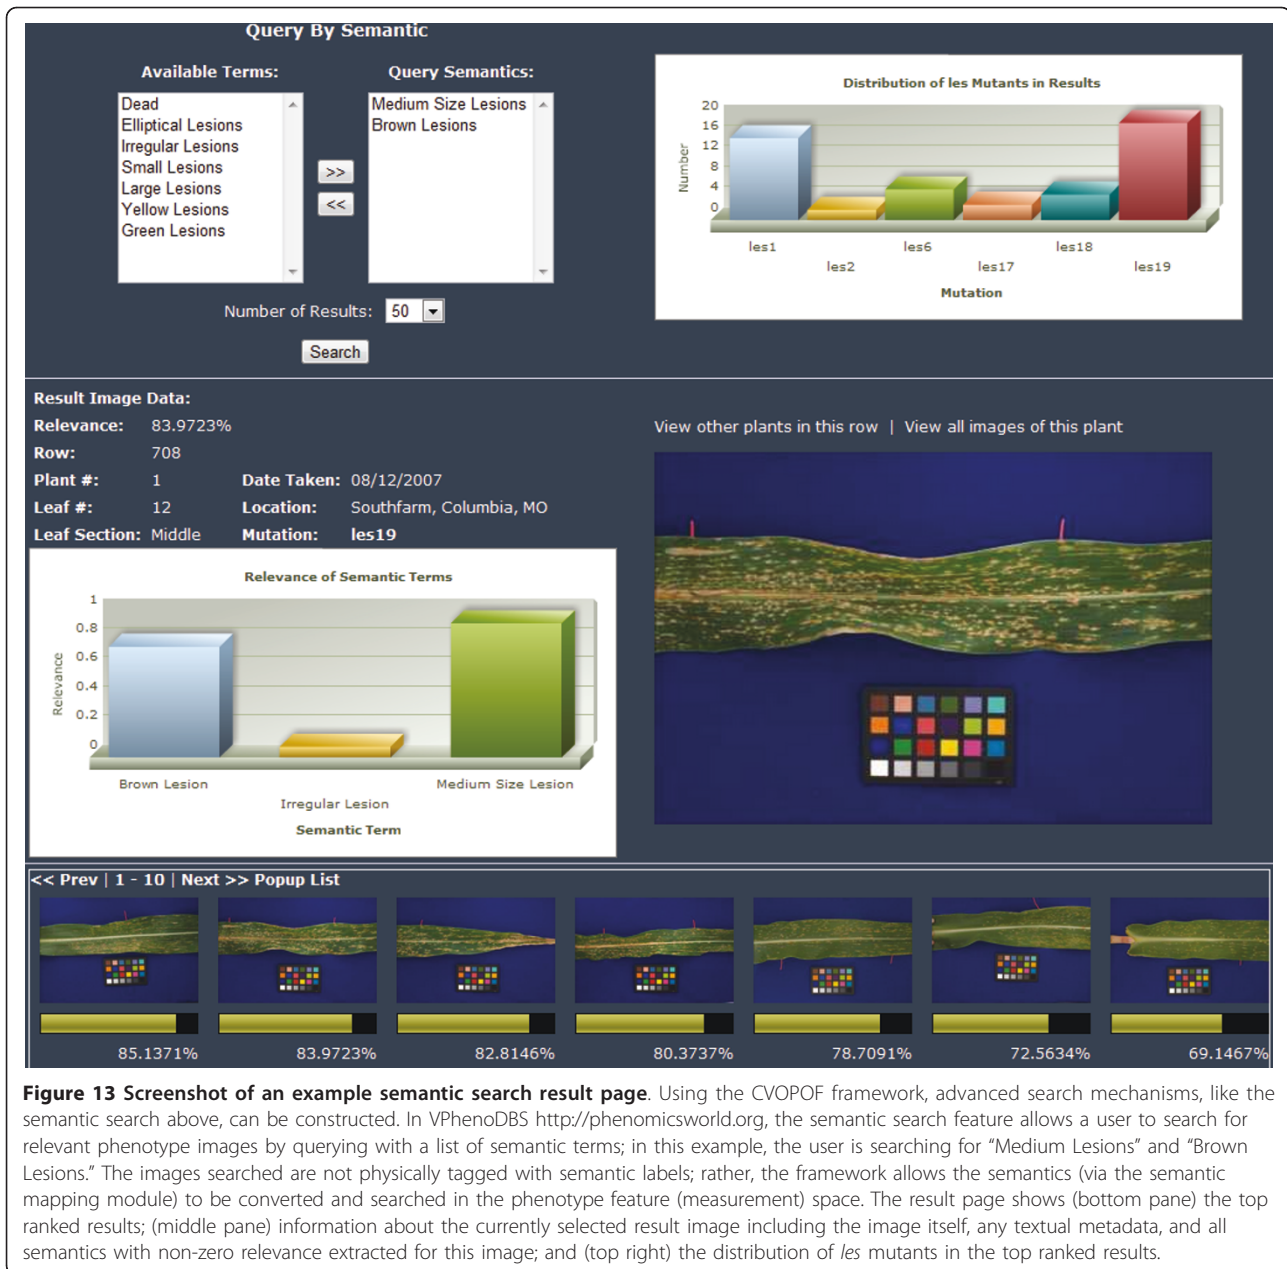 Query By Semantic
Available Terms:
Query Semantics:
Dead
Elliptical Lesions
Irregular Lesions
Small Lesions
Large Lesions
Yellow Lesions
Green Lesions
>>
<<
Medium Size Lesions
Brown Lesions
Number of Results: 50
Search
Distribution of les Mutants in Results
Number
20
16
12
8
4
0
les1
les2
les6
les17
les18
les19
Mutation
Result Image Data:
Relevance: 83.9723%
Row: 708
Plant #: 1 Date Taken: 08/12/2007
Leaf #: 12 Location: Southfarm, Columbia, MO
Leaf Section: Middle Mutation: les19
View other plants in this row | View all images of this plant
Relevance of Semantic Terms
Relevance
1
0.8
0.6
0.4
0.2
0
Brown Lesion
Irregular Lesion
Medium Size Lesion
Semantic Term
<< Prev | 1 - 10 | Next >> Popup List
85.1371%
83.9723%
82.8146%
80.3737%
78.7091%
72.5634%
69.1467%
Figure 13 Screenshot of an example semantic search result page. Using the CVOPOF framework, advanced search mechanisms, like the
semantic search above, can be constructed. In VPhenoDBS http://phenomicsworld.org, the semantic search feature allows a user to search for
relevant phenotype images by querying with a list of semantic terms; in this example, the user is searching for “Medium Lesions” and “Brown
Lesions.” The images searched are not physically tagged with semantic labels; rather, the framework allows the semantics (via the semantic
mapping module) to be converted and searched in the phenotype feature (measurement) space. The result page shows (bottom pane) the top
ranked results; (middle pane) information about the currently selected result image including the image itself, any textual metadata, and all
semantics with non-zero relevance extracted for this image; and (top right) the distribution of les mutants in the top ranked results.